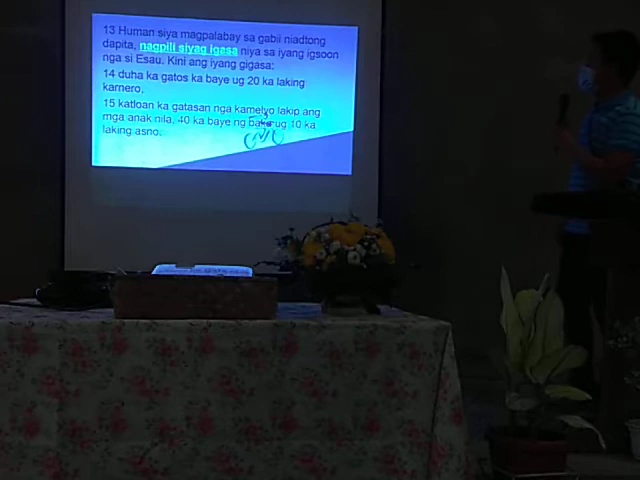 13 Human siya magpalabay sa gabii niadtong
dapita, nagpili siyag igasa niya sa iyang igsoon
nga si Esau. Kini ang iyang gigasa:
14 duha ka gatos ka baye ug 20 ka laking
karnero,
15 katloan ka gatasan nga kamelyo lakip ang
mga anak nila, 40 ka baye ng baka ug 10 ka
laking asno.